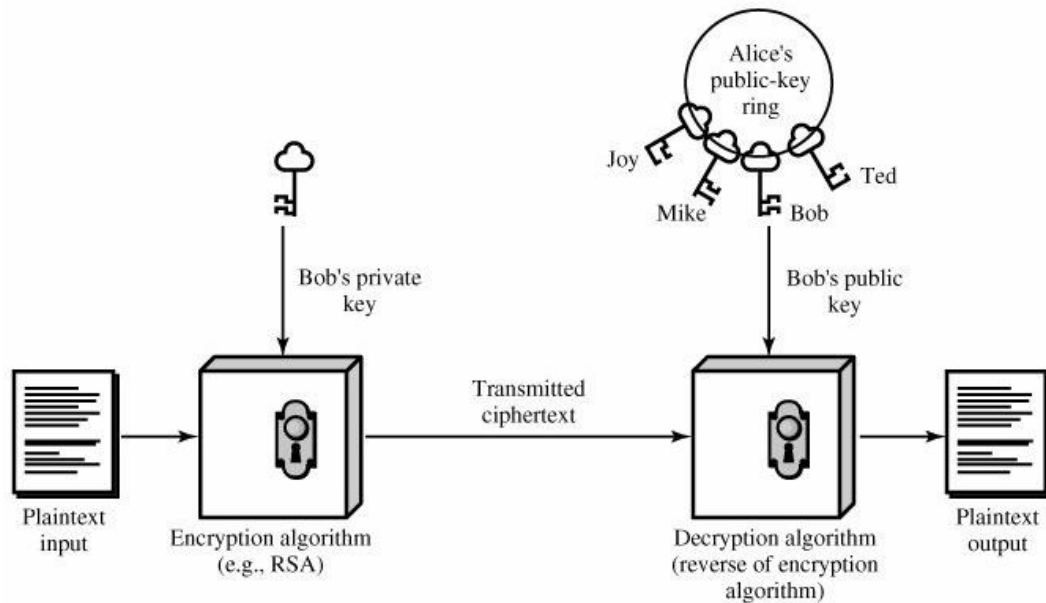 Alice's
public-key
ring
Joy
Mike
Bob
Ted
Bob's private
key
Bob's public
key
Transmitted
ciphertext
Plaintext
input
Encryption algorithm
(e.g., RSA)
Decryption algorithm
(reverse of encryption
algorithm)
Plaintext
output